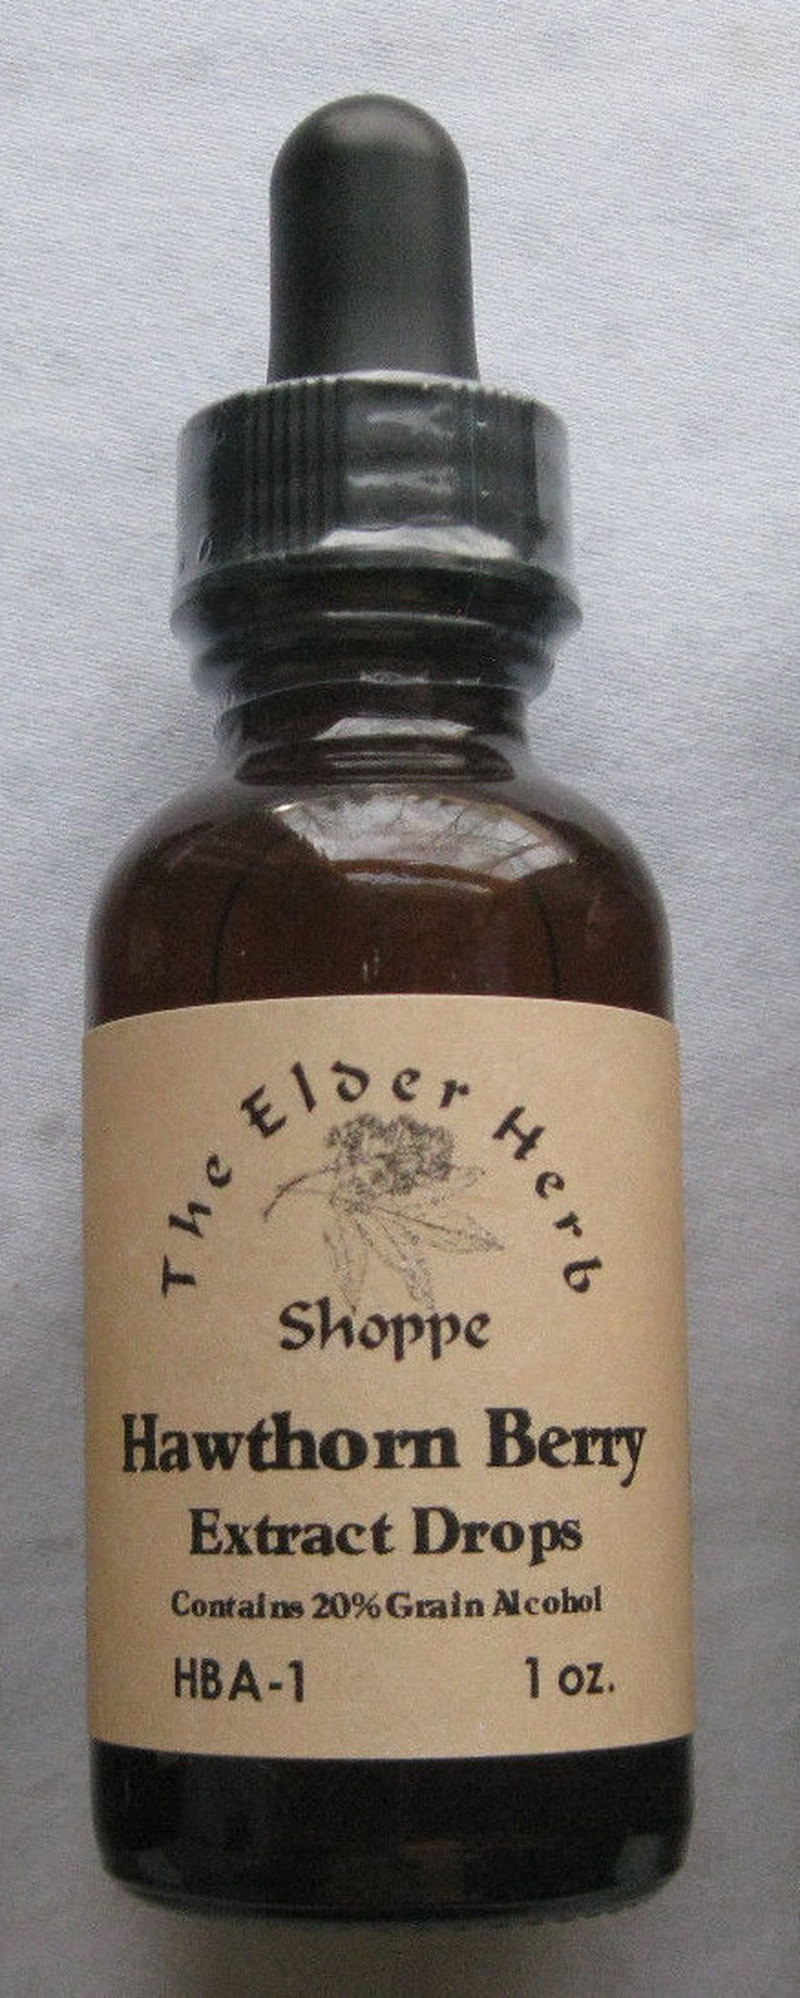 The Elder Herb
Shoppe
Hawthorn Berry
Extract Drops
Contains 20% Grain Alcohol
HBA-1 1 oz.